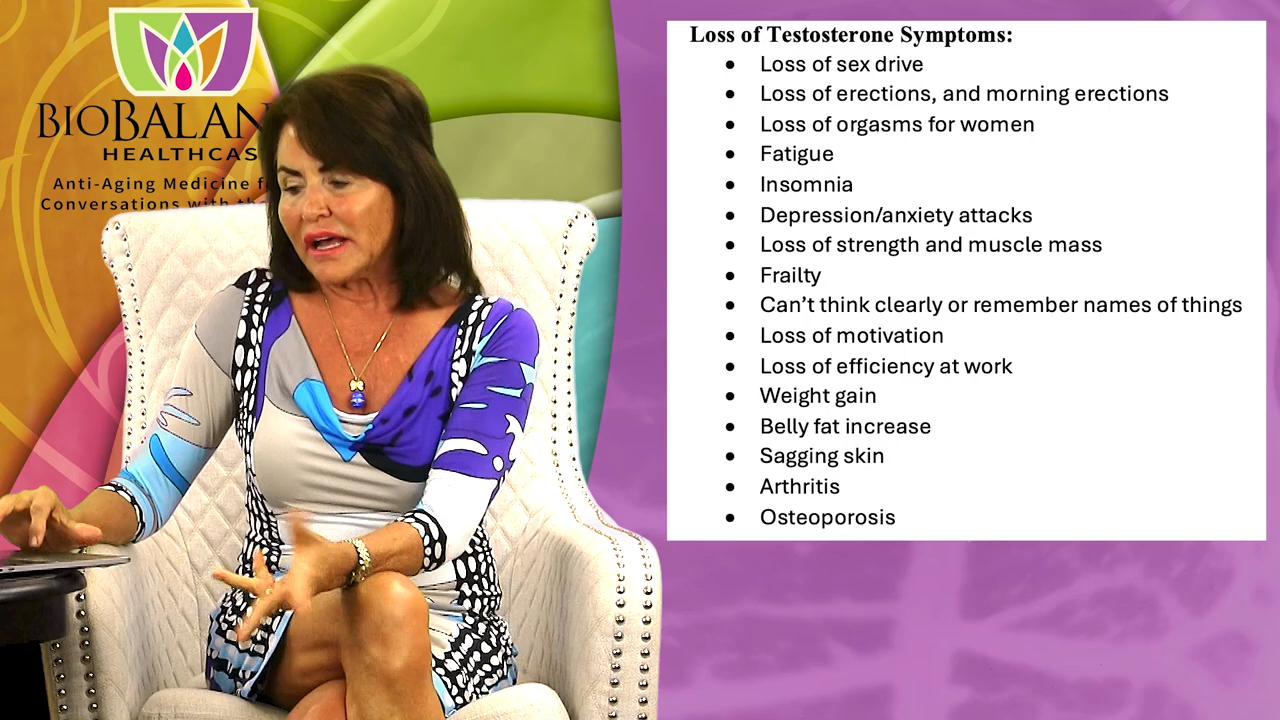 BIOBALAN
HEALTHCAS
Anti-Aging Medicine f
Conversations with th
Loss of Testosterone Symptoms:
• Loss of sex drive
• Loss of erections, and morning erections
• Loss of orgasms for women
• Fatigue
• Insomnia
• Depression/anxiety attacks
• Loss of strength and muscle mass
• Frailty
• Can’t think clearly or remember names of things
• Loss of motivation
• Loss of efficiency at work
• Weight gain
• Belly fat increase
• Sagging skin
• Arthritis
• Osteoporosis